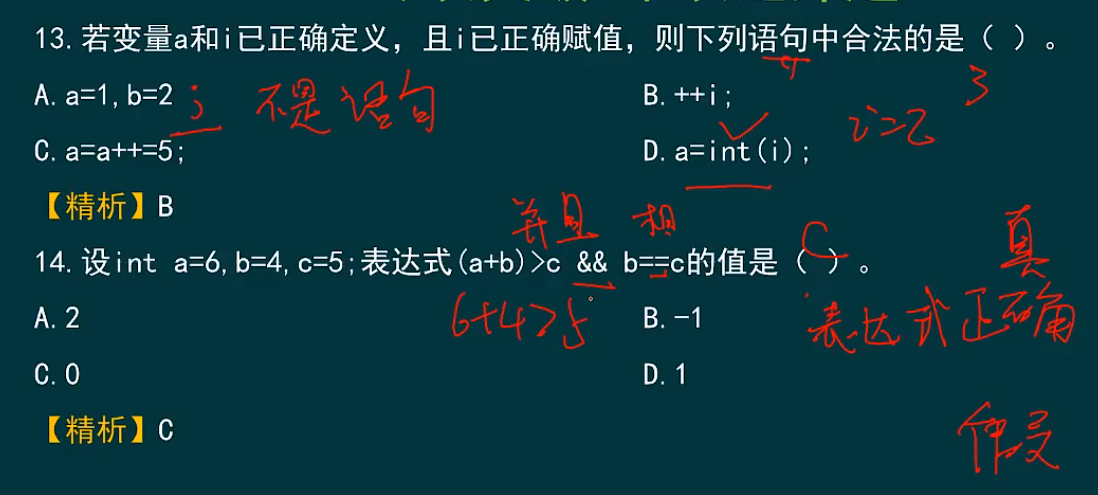 13.若变量a和i已正确定义，且i已正确赋值，则下列语句中合法的是（ ）。
A.a=1,b=2 ; 不是语句
B.++i;
3
C.a=a++=5;
D.a=int(i);
i=2
【精析】B
并且 相
C
真
14.设int a=6,b=4,c=5;表达式(a+b)>c && b==c的值是（ ）。
A.2
6+4>5
B.-1
表达式正确
C.0
D.1
【精析】C
假